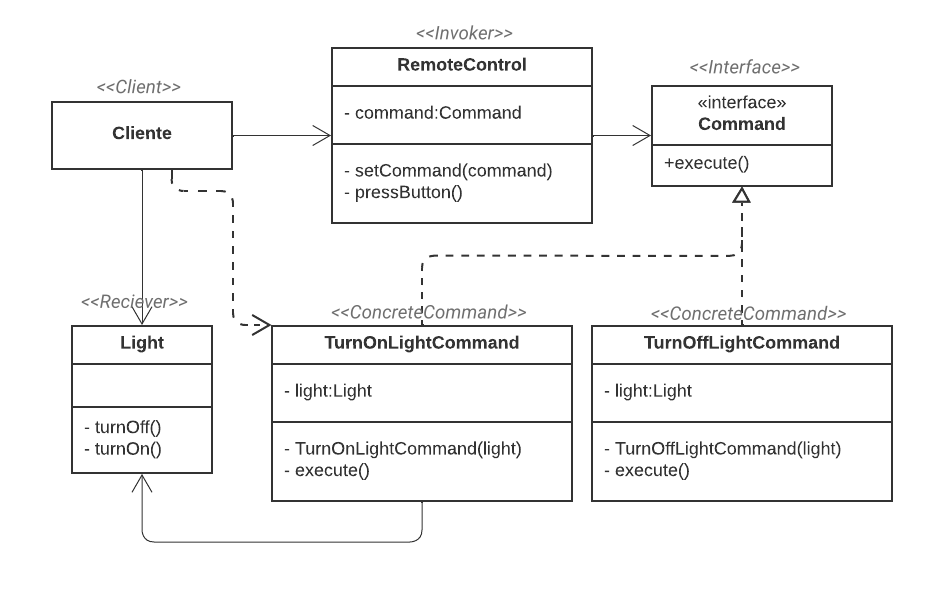 <<Invoker>>
RemoteControl
- command:Command
- setCommand(command)
- pressButton()
<<Interface>>
«interface»
Command
+execute()
<<Client>>
Cliente
<<Reciever>>
Light
- turnOff()
- turnOn()
<<ConcreteCommand>>
TurnOnLightCommand
- light:Light
- TurnOnLightCommand(light)
- execute()
<<ConcreteCommand>>
TurnOffLightCommand
- light:Light
- TurnOffLightCommand(light)
- execute()